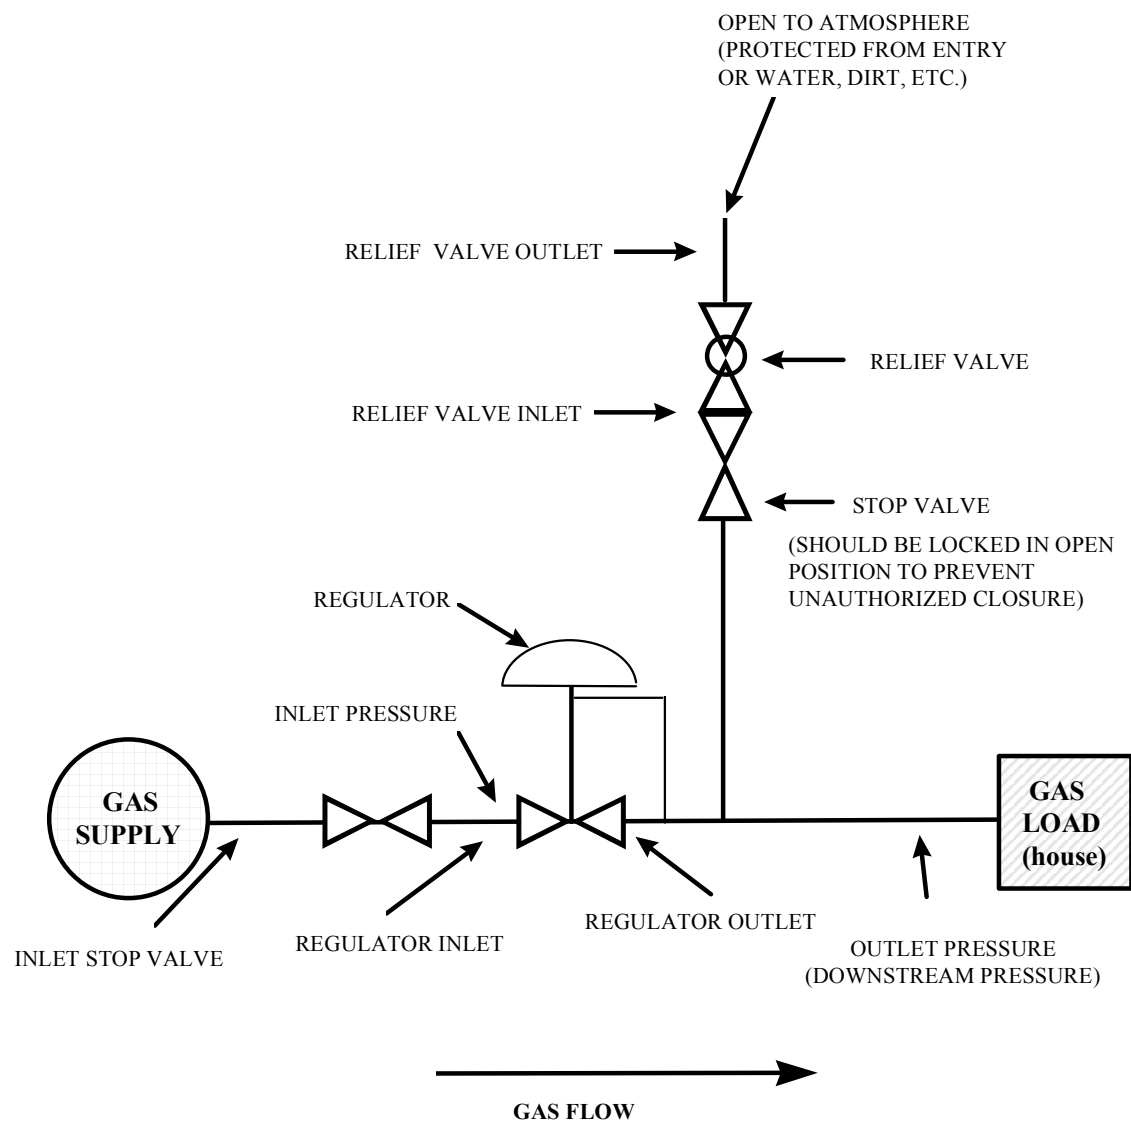 OPEN TO ATMOSPHERE
(PROTECTED FROM ENTRY
OR WATER, DIRT, ETC.)
RELIEF VALVE OUTLET
RELIEF VALVE
RELIEF VALVE INLET
STOP VALVE
(SHOULD BE LOCKED IN OPEN
POSITION TO PREVENT
UNAUTHORIZED CLOSURE)
REGULATOR
INLET PRESSURE
GAS
SUPPLY
GAS
LOAD
(house)
REGULATOR OUTLET
REGULATOR INLET
INLET STOP VALVE
OUTLET PRESSURE
(DOWNSTREAM PRESSURE)
GAS FLOW